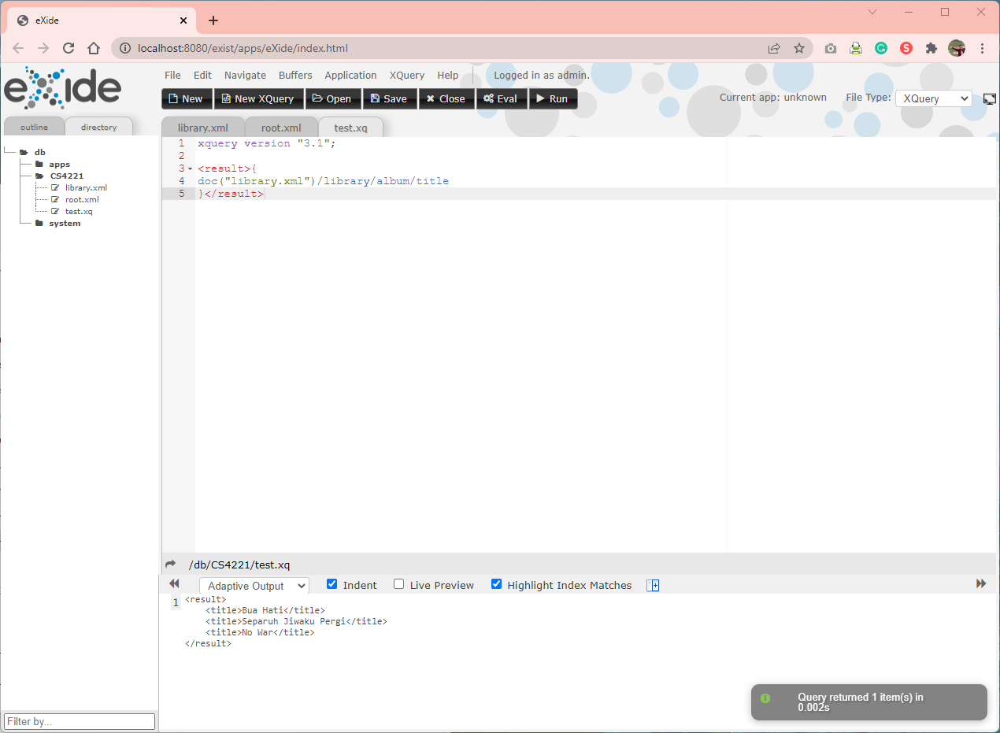 eXide
localhost:8080/exist/apps/eXide/index.html
eXide
File Edit Navigate Buffers Application XQuery Help Logged in as admin.
New New XQuery Open Save Close Eval Run
Current app: unknown File Type: XQuery
outline directory
library.xml root.xml test.xq
db
apps
CS4221
library.xml
root.xml
test.xq
system
1 xquery version "3.1";
2
3 <result>{
4 doc("library.xml")/library/album/title
5 }</result>
/db/CS4221/test.xq
Adaptive Output Indent Live Preview Highlight Index Matches
1 <result>
<title>Bua Hati</title>
<title>Separuh Jiwaku Pergi</title>
<title>No War</title>
</result>
Query returned 1 item(s) in
0.002s
Filter by...